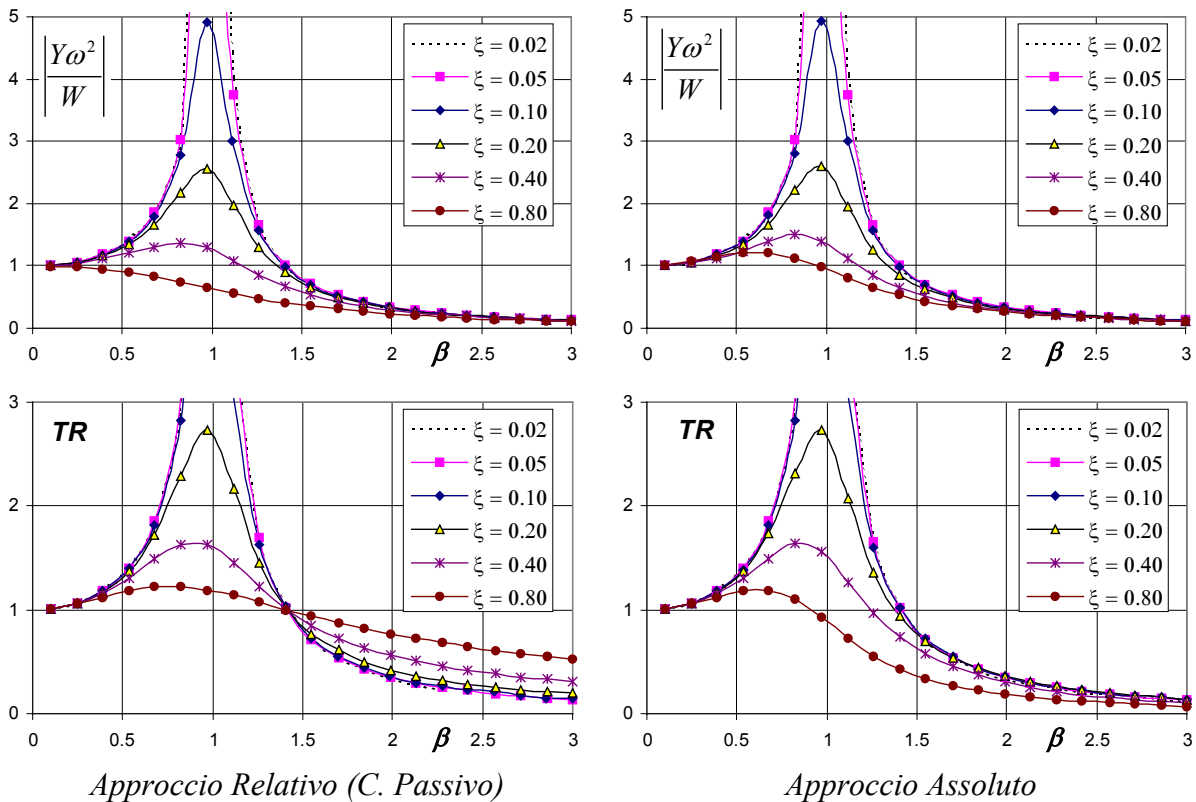 5
4
3
2
1
0
|Yω²/W|
ξ = 0.02
ξ = 0.05
ξ = 0.10
ξ = 0.20
ξ = 0.40
ξ = 0.80
0 0.5 1 1.5 2 β 2.5 3
5
4
3
2
1
0
|Yω²/W|
ξ = 0.02
ξ = 0.05
ξ = 0.10
ξ = 0.20
ξ = 0.40
ξ = 0.80
0 0.5 1 1.5 2 β 2.5 3
3
2
1
0
TR
ξ = 0.02
ξ = 0.05
ξ = 0.10
ξ = 0.20
ξ = 0.40
ξ = 0.80
0 0.5 1 1.5 2 β 2.5 3
Approccio Relativo (C. Passivo)
3
2
1
0
TR
ξ = 0.02
ξ = 0.05
ξ = 0.10
ξ = 0.20
ξ = 0.40
ξ = 0.80
0 0.5 1 1.5 2 β 2.5 3
Approccio Assoluto